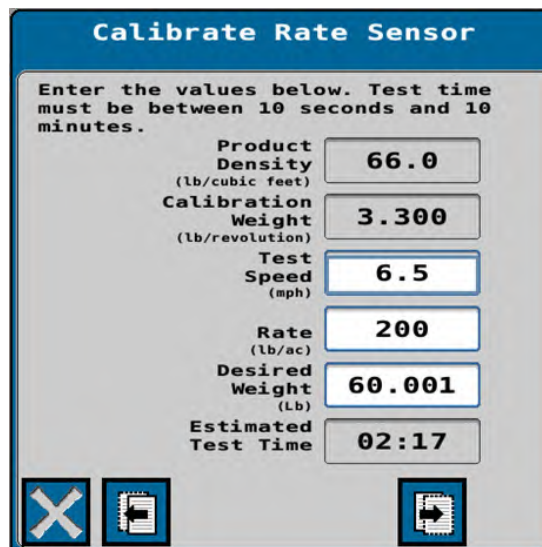 Calibrate Rate Sensor
Enter the values below. Test time
must be between 10 seconds and 10
minutes.
Product
Density
(lb/cubic feet)
66.0
Calibration
Weight
(lb/revolution)
3.300
Test
Speed
(mph)
6.5
Rate
(lb/ac)
200
Desired
Weight
(Lb)
60.001
Estimated
Test Time
02:17